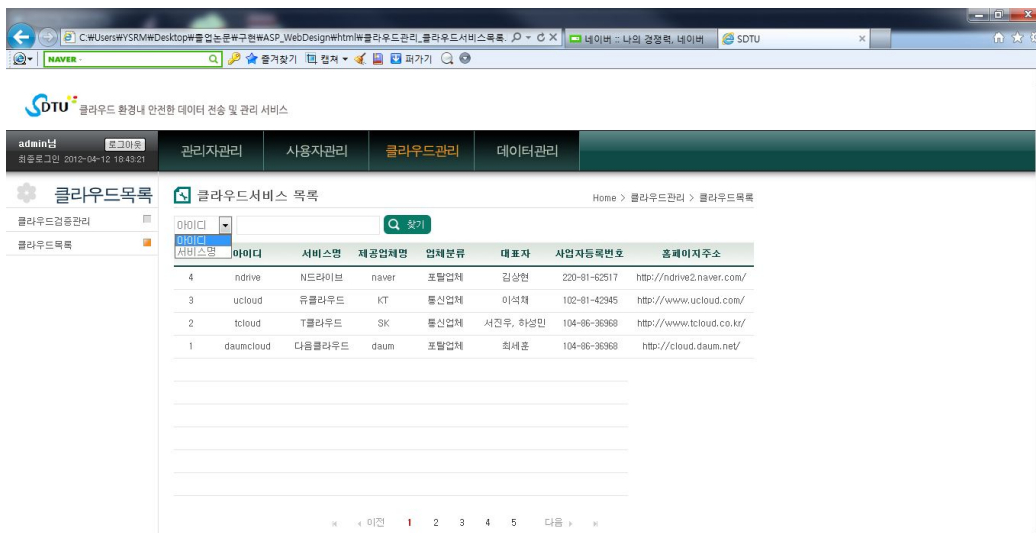 C:₩Users₩YSRM₩Desktop₩졸업논문₩구현₩ASP_WebDesign₩html₩클라우드관리_클라우드서비스목록.
네이버 :: 나의 경쟁력, 네이버
SDTU
NAVER
즐겨찾기 캡쳐 퍼가기
SDTU 클라우드 환경내 안전한 데이터 전송 및 관리 서비스
admin님 로그아웃
최종로그인 2012-04-12 18:43:21
관리자관리 사용자관리 클라우드관리 데이터관리
클라우드목록
클라우드검증관리
클라우드목록
클라우드서비스 목록
Home > 클라우드관리 > 클라우드목록
아이디 찾기
아이디
서비스명
아이디 서비스명 제공업체명 업체분류 대표자 사업자등록번호 홈페이지주소
4 ndrive N드라이브 naver 포탈업체 김상현 220-81-62517 http://ndrive2.naver.com/
3 ucloud 유클라우드 KT 통신업체 이석채 102-81-42945 http://www.ucloud.com/
2 tcloud T클라우드 SK 통신업체 서진우, 하성민 104-86-36968 http://www.tcloud.co.kr/
1 daumcloud 다음클라우드 daum 포탈업체 최세훈 104-86-36968 http://cloud.daum.net/
이전 1 2 3 4 5 다음